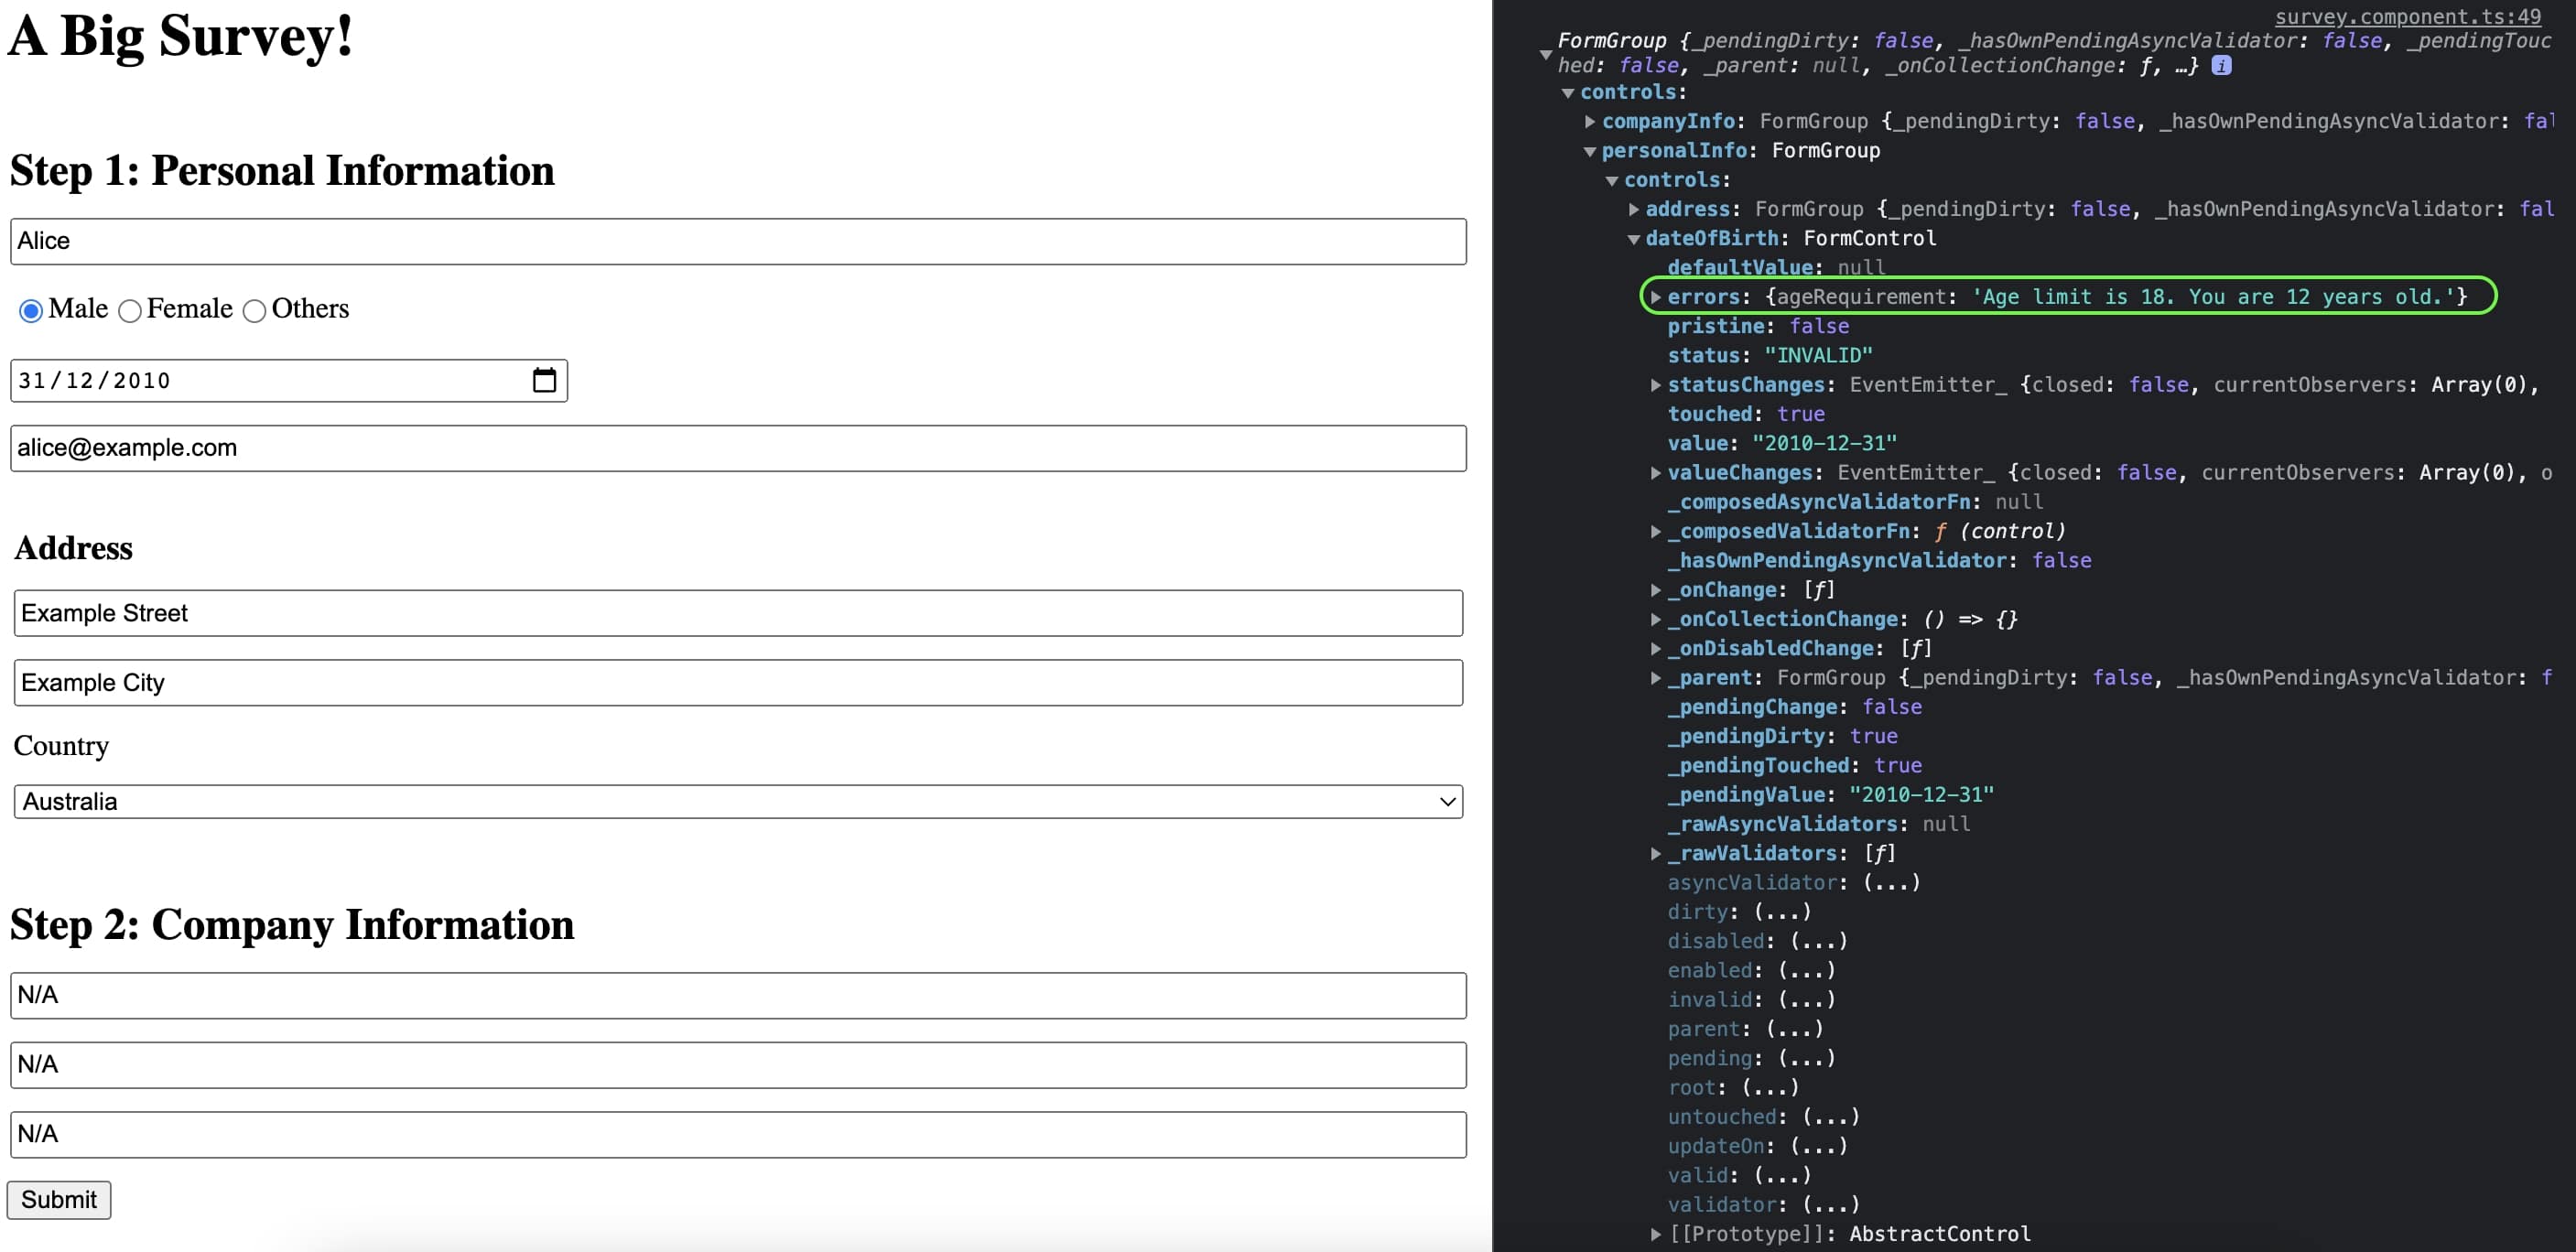 A Big Survey!
Step 1: Personal Information
Alice
Male Female Others
31/12/2010
alice@example.com
Address
Example Street
Example City
Country
Australia
Step 2: Company Information
N/A
N/A
N/A
Submit
survey.component.ts:49
FormGroup {_pendingDirty: false, _hasOwnPendingAsyncValidator: false, _pendingTouc
hed: false, _parent: null, _onCollectionChange: ƒ, …} i
controls:
companyInfo: FormGroup {_pendingDirty: false, _hasOwnPendingAsyncValidator: fal
personalInfo: FormGroup
controls:
address: FormGroup {_pendingDirty: false, _hasOwnPendingAsyncValidator: fal
dateOfBirth: FormControl
defaultValue: null
errors: {ageRequirement: 'Age limit is 18. You are 12 years old.'}
pristine: false
status: "INVALID"
statusChanges: EventEmitter_ {closed: false, currentObservers: Array(0),
touched: true
value: "2010-12-31"
valueChanges: EventEmitter_ {closed: false, currentObservers: Array(0), o
_composedAsyncValidatorFn: null
_composedValidatorFn: ƒ (control)
_hasOwnPendingAsyncValidator: false
_onChange: [ƒ]
_onCollectionChange: () => {}
_onDisabledChange: [ƒ]
_parent: FormGroup {_pendingDirty: false, _hasOwnPendingAsyncValidator: f
_pendingChange: false
_pendingDirty: true
_pendingTouched: true
_pendingValue: "2010-12-31"
_rawAsyncValidators: null
_rawValidators: [ƒ]
asyncValidator: (...)
dirty: (...)
disabled: (...)
enabled: (...)
invalid: (...)
parent: (...)
pending: (...)
root: (...)
untouched: (...)
updateOn: (...)
valid: (...)
validator: (...)
[[Prototype]]: AbstractControl